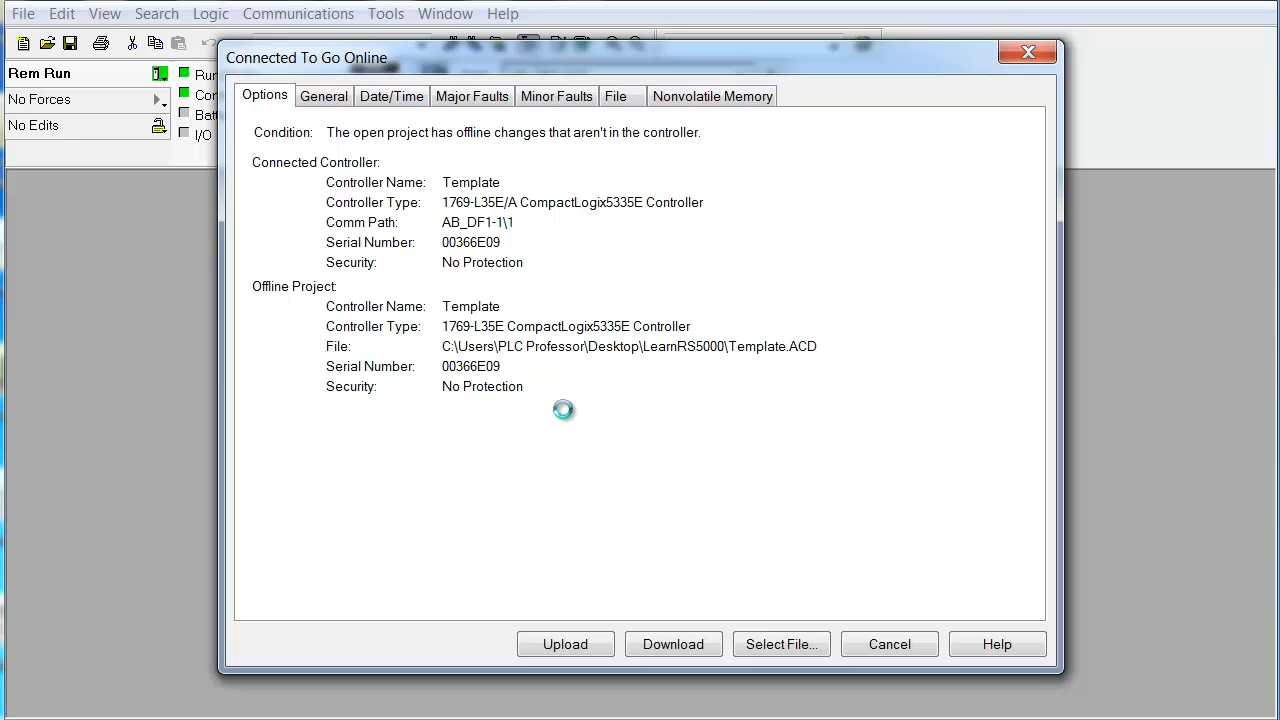 File Edit View Search Logic Communications Tools Window Help
Connected To Go Online
Rem Run
No Forces
No Edits
Run
Con
Batt
I/O
Options General Date/Time Major Faults Minor Faults File Nonvolatile Memory
Condition: The open project has offline changes that aren't in the controller.
Connected Controller:
Controller Name: Template
Controller Type: 1769-L35E/A CompactLogix5335E Controller
Comm Path: AB_DF1-1\1
Serial Number: 00366E09
Security: No Protection
Offline Project:
Controller Name: Template
Controller Type: 1769-L35E CompactLogix5335E Controller
File: C:\Users\PLC Professor\Desktop\LearnRS5000\Template.ACD
Serial Number: 00366E09
Security: No Protection
Upload Download Select File... Cancel Help